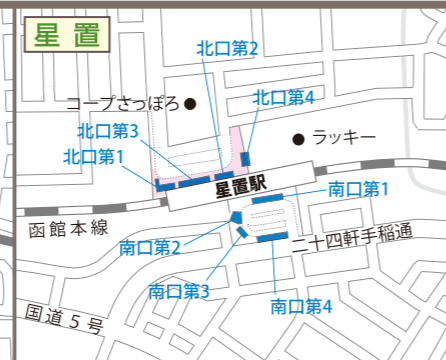 星置
北口第2
コープさっぽろ
北口第4
北口第3
ラッキー
北口第1
星置駅
南口第1
函館本線
南口第2
二十四軒手稲通
南口第3
南口第4
国道5号